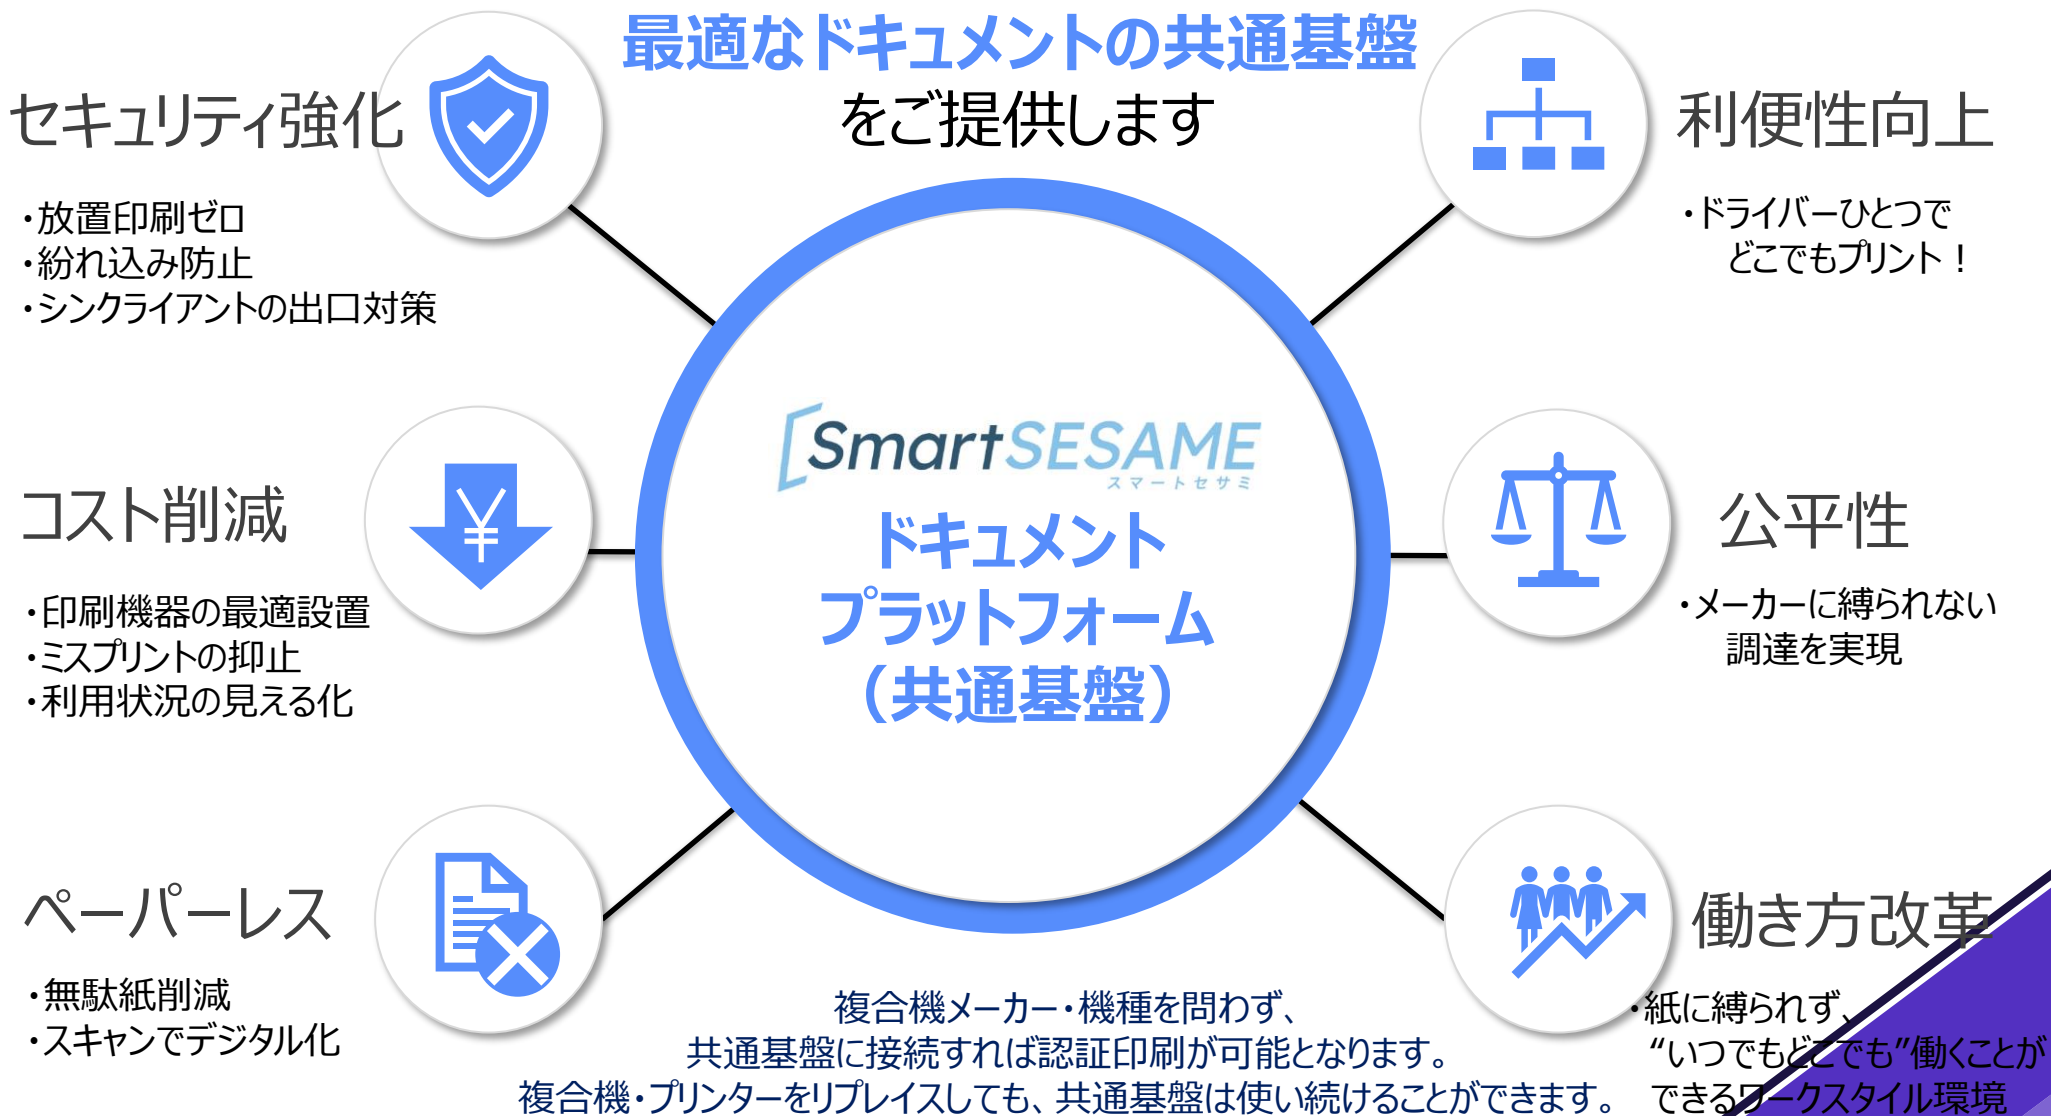 最適なドキュメントの共通基盤
をご提供します
セキュリティ強化
・放置印刷ゼロ
・紛れ込み防止
・シンクライアントの出口対策
コスト削減
¥
・印刷機器の最適設置
・ミスプリントの抑止
・利用状況の見える化
ペーパーレス
・無駄紙削減
・スキャンでデジタル化
SmartSESAME
スマートセサミ
ドキュメント
プラットフォーム
（共通基盤）
利便性向上
・ドライバーひとつで
どこでもプリント！
公平性
・メーカーに縛られない
調達を実現
働き方改革
・紙に縛られず、
“いつでもどこでも”働くことが
できるワークスタイル環境
複合機メーカー・機種を問わず、
共通基盤に接続すれば認証印刷が可能となります。
複合機・プリンターをリプレイスしても、共通基盤は使い続けることができます。